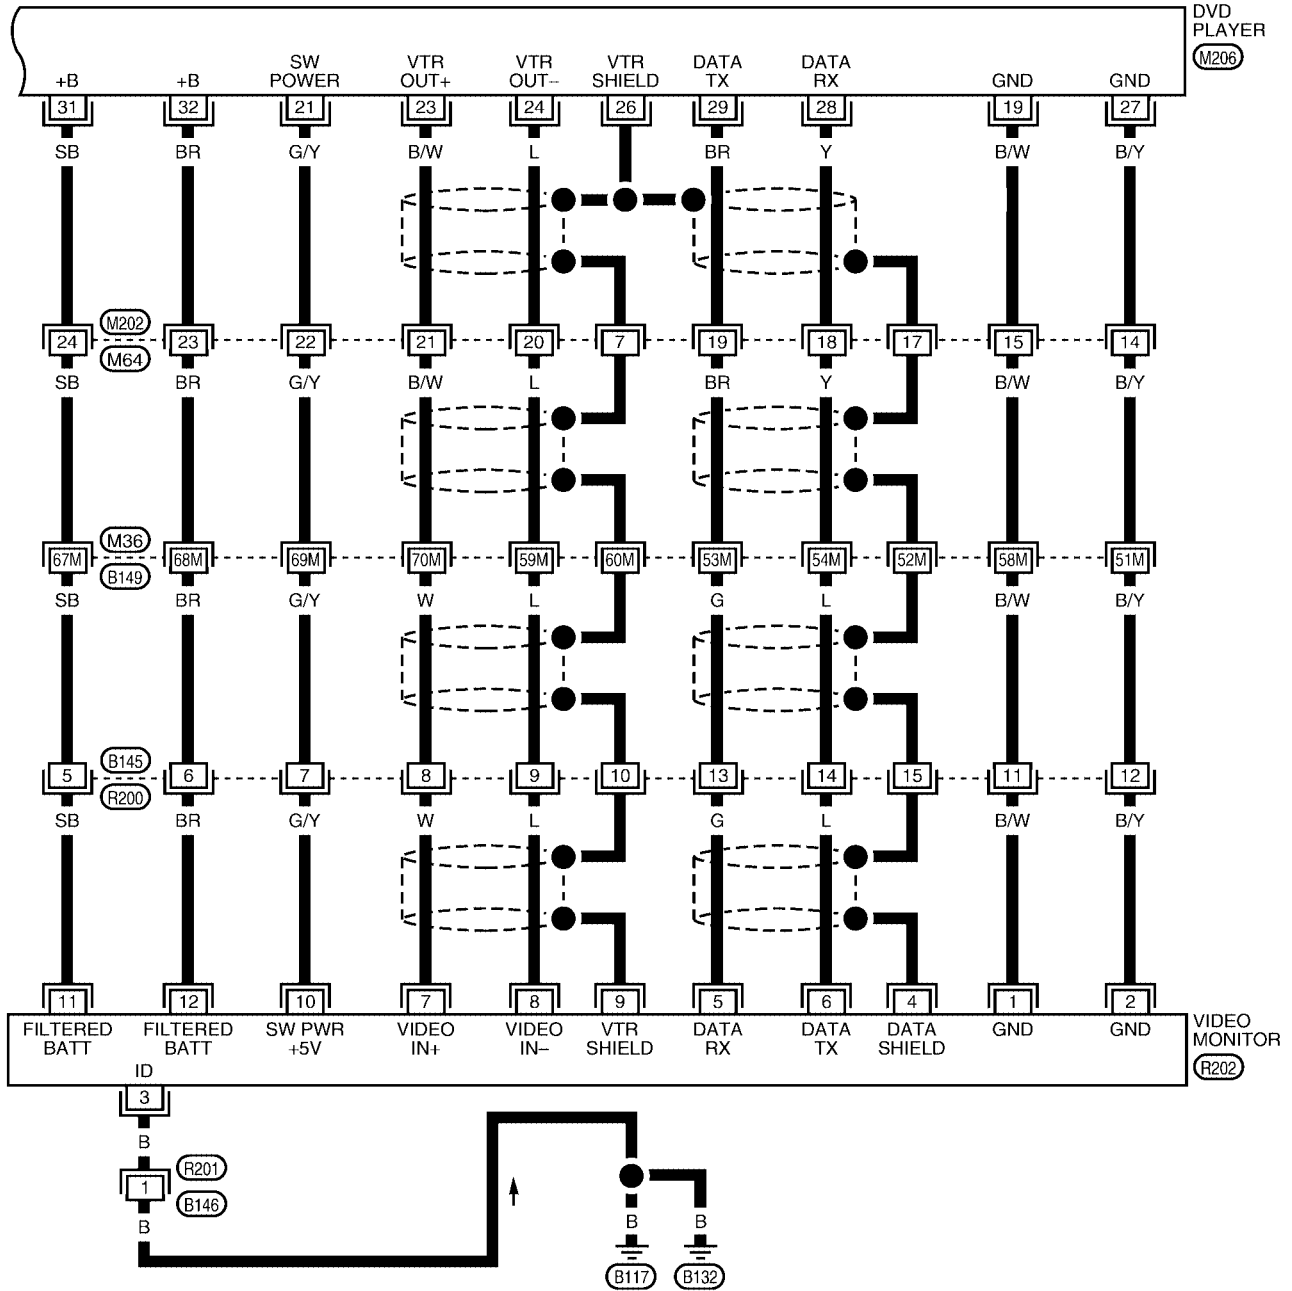 DVD
PLAYER
M206
+B +B SW POWER VTR OUT+ VTR OUT– VTR SHIELD DATA TX DATA RX GND GND
31 32 21 23 24 26 29 28 19 27
SB BR G/Y B/W L BR Y B/W B/Y
M202
24 23 22 21 20 7 19 18 17 15 14
M64
SB BR G/Y B/W L BR Y B/W B/Y
M36
67M 68M 69M 70M 59M 60M 53M 54M 52M 58M 51M
B149
SB BR G/Y W L G L B/W B/Y
B145
5 6 7 8 9 10 13 14 15 11 12
R200
SB BR G/Y W L G L B/W B/Y
11 12 10 7 8 9 5 6 4 1 2
FILTERED BATT FILTERED BATT SW PWR +5V VIDEO IN+ VIDEO IN– VTR SHIELD DATA RX DATA TX DATA SHIELD GND GND
VIDEO
MONITOR
R202
ID
3
B
R201
1
B146
B
B B
B117 B132